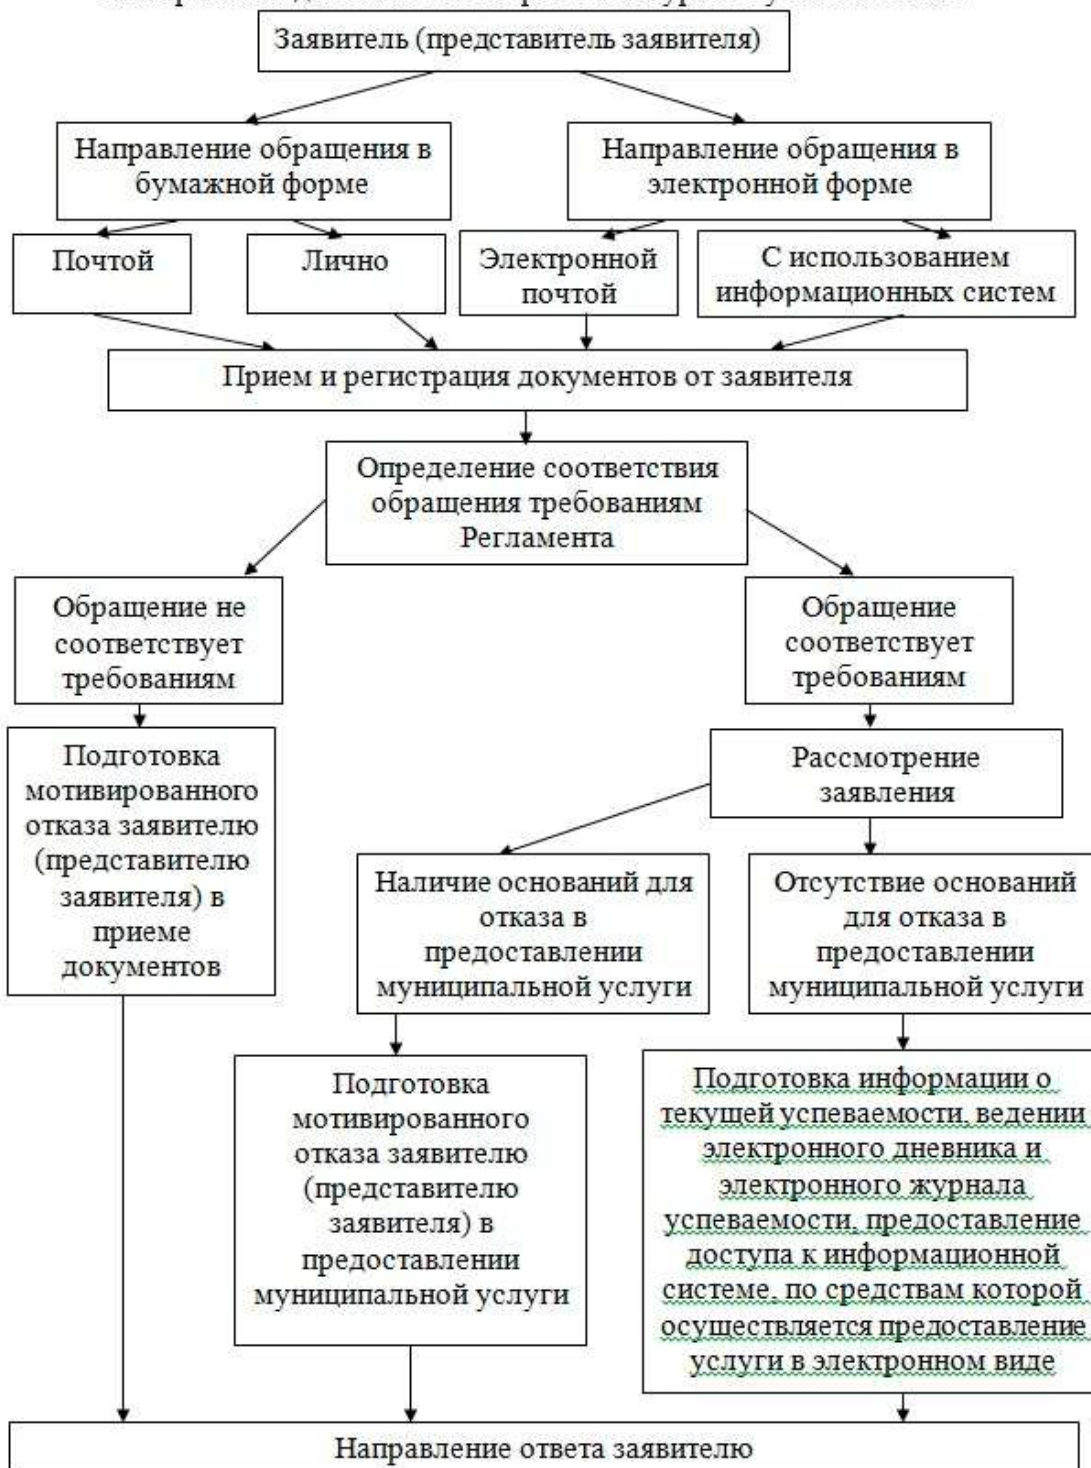 Заявитель (представитель заявителя)
Направление обращения в
бумажной форме
Направление обращения в
электронной форме
Почтой
Лично
Электронной
почтой
С использованием
информационных систем
Прием и регистрация документов от заявителя
Определение соответствия
обращения требованиям
Регламента
Обращение не
соответствует
требованиям
Обращение
соответствует
требованиям
Подготовка
мотивированного
отказа заявителю
(представителю
заявителя) в
приеме
документов
Рассмотрение
заявления
Наличие оснований для
отказа в
предоставлении
муниципальной услуги
Отсутствие оснований
для отказа в
предоставлении
муниципальной услуги
Подготовка
мотивированного
отказа заявителю
(представителю
заявителя) в
предоставлении
муниципальной услуги
Подготовка информации о
текущей успеваемости, ведении
электронного дневника и
электронного журнала
успеваемости, предоставление
доступа к информационной
системе, по средствам которой
осуществляется предоставление
услуги в электронном виде
Направление ответа заявителю